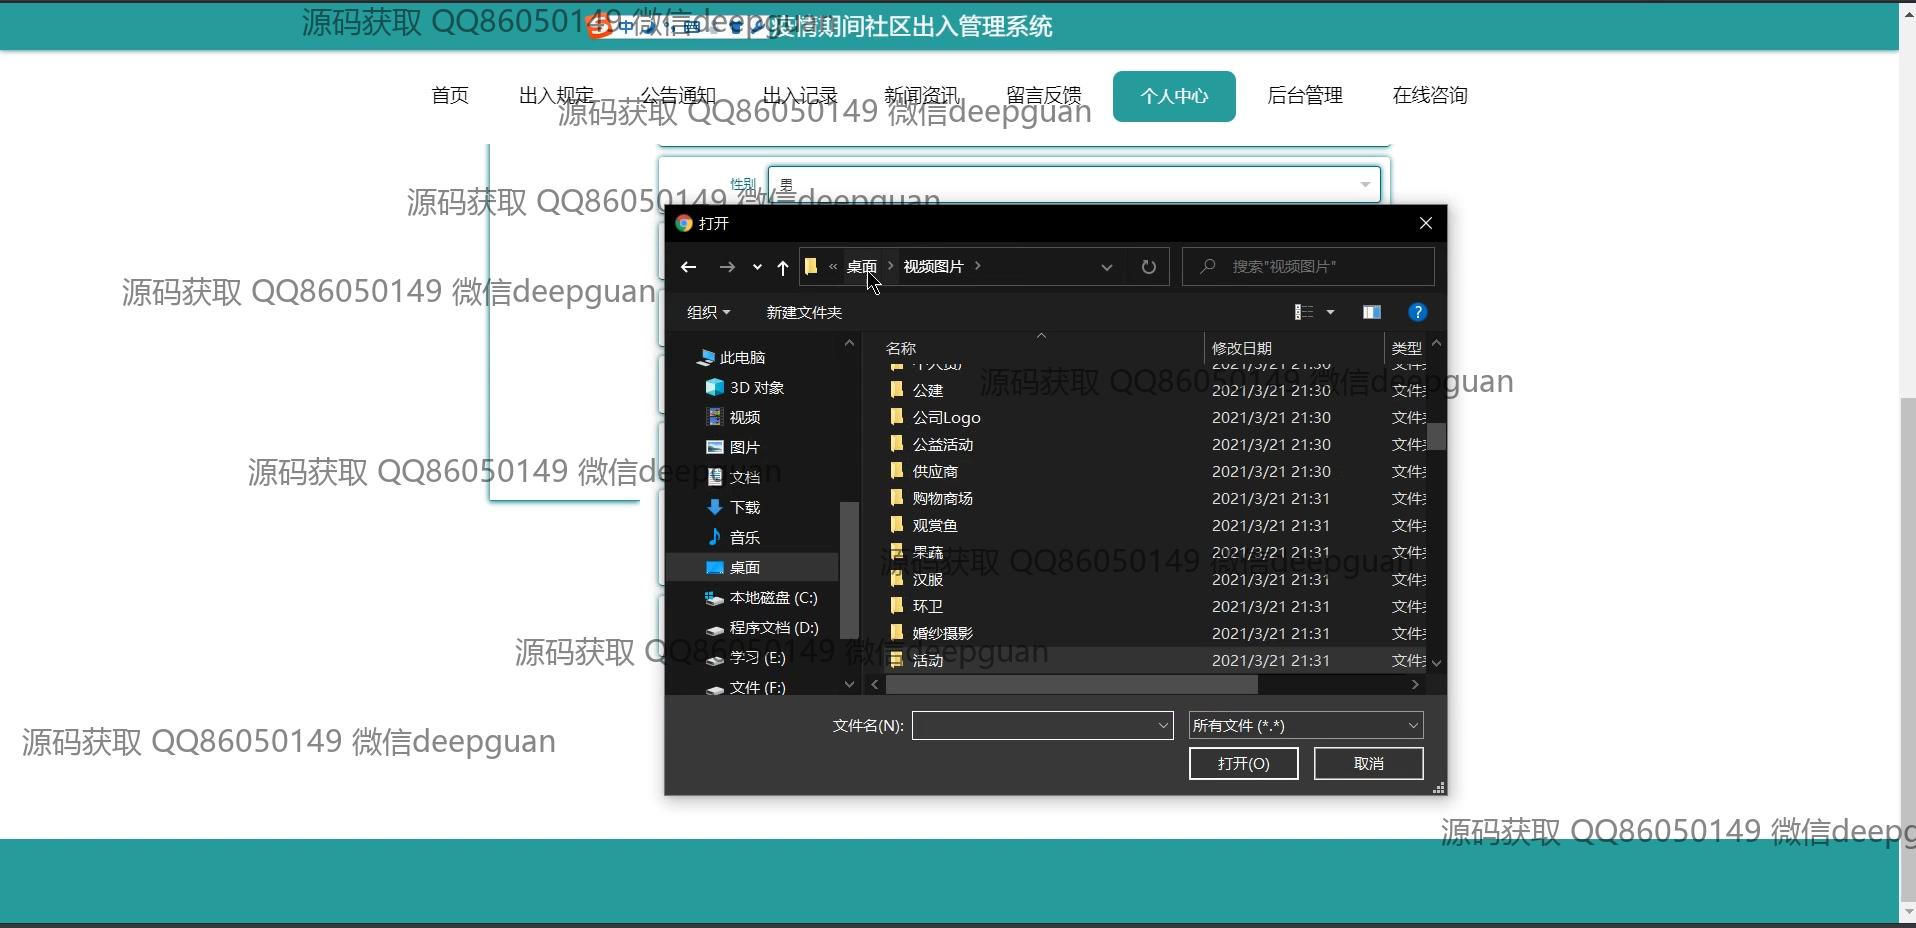 源码获取 QQ86050149 微信deepguan
中
疫情期间社区出入管理系统
首页 出入规定 公告通知 出入记录 新闻资讯 留言反馈 个人中心 后台管理 在线咨询
源码获取 QQ86050149 微信deepguan
性别 男
源码获取 QQ86050149 微信deepguan
打开
« 桌面 › 视频图片 ›
搜索"视频图片"
源码获取 QQ86050149 微信deepguan
组织 新建文件夹
?
此电脑
3D 对象
视频
图片
文档
下载
音乐
桌面
本地磁盘 (C:)
程序文档 (D:)
学习 (E:)
文件 (F:)
名称 修改日期 类型
2021/3/21 21:30
源码获取 QQ86050149 微信deepguan
公建 2021/3/21 21:30 文件
公司Logo 2021/3/21 21:30 文件
公益活动 2021/3/21 21:30 文件
供应商 2021/3/21 21:30 文件
购物商场 2021/3/21 21:31 文件
观赏鱼 2021/3/21 21:31 文件
果蔬 2021/3/21 21:31 文件
汉服 2021/3/21 21:31 文件
环卫 2021/3/21 21:31 文件
婚纱摄影 2021/3/21 21:31 文件
活动 2021/3/21 21:31 文件
源码获取 QQ86050149 微信deepguan
源码获取 QQ86050149 微信deepguan
源码获取 QQ86050149 微信deepguan
文件名(N): 所有文件 (*.*)
打开(O) 取消
源码获取 QQ86050149 微信deepguan
源码获取 QQ86050149 微信deepg